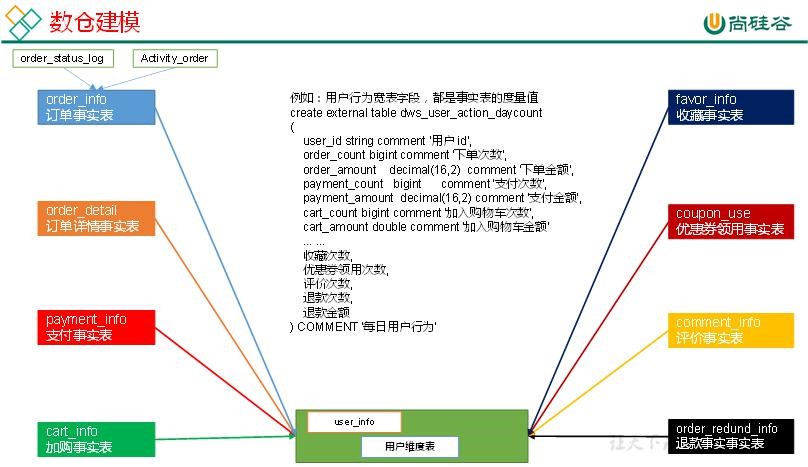 数仓建模
尚硅谷
order_status_log
Activity_order
order_info
订单事实表
order_detail
订单详情事实表
payment_info
支付事实表
cart_info
加购事实表
例如：用户行为宽表字段，都是事实表的度量值
create external table dws_user_action_daycount
(
user_id string comment '用户id',
order_count bigint comment '下单次数',
order_amount decimal(16,2) comment '下单金额',
payment_count bigint comment '支付次数',
payment_amount decimal(16,2) comment '支付金额',
cart_count bigint comment '加入购物车次数',
cart_amount double comment '加入购物车金额'
... ...
收藏次数,
优惠券领用次数,
评价次数,
退款次数,
退款金额
) COMMENT '每日用户行为'
favor_info
收藏事实表
coupon_use
优惠券领用事实表
comment_info
评价事实表
order_redund_info
退款事实事实表
user_info
用户维度表
让天下